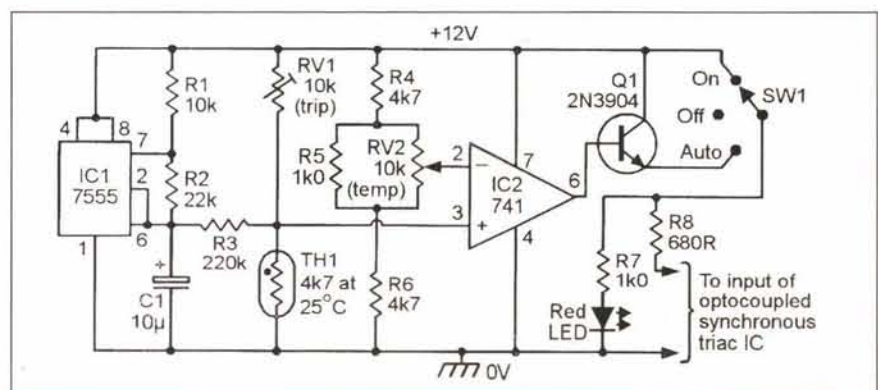 +12V
R1
10k
RV1
10k
(trip)
R4
4k7
Q1
2N3904
On
SW1
Off
Auto
4
8
7
IC1
7555
2
R2
22k
6
1
R5
1k0
RV2
10k
(temp)
2
−
7
IC2
741
6
3
+
4
R3
220k
TH1
4k7 at
25°C
R6
4k7
+
C1
10µ
R8
680R
R7
1k0
Red
LED
To input of
optocoupled
synchronous
triac IC
0V